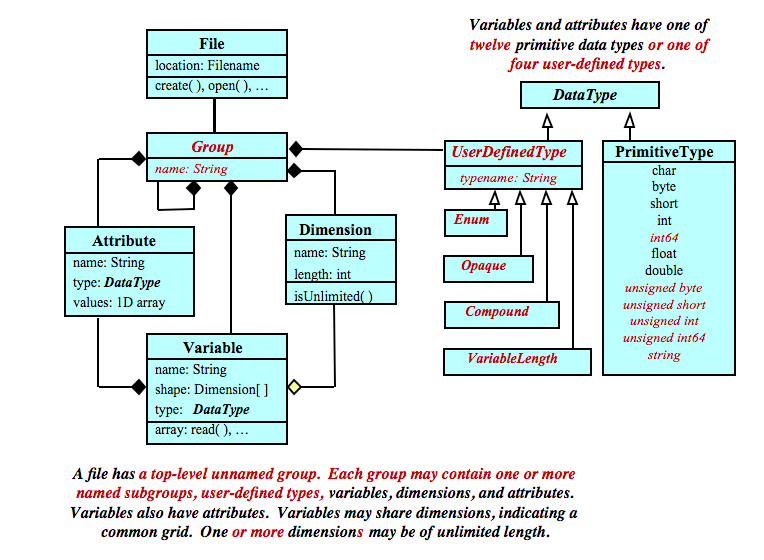 Variables and attributes have one of
twelve primitive data types or one of
four user-defined types.
File
location: Filename
create( ), open( ), …
DataType
Group
name: String
UserDefinedType
typename: String
PrimitiveType
char
byte
short
int
int64
float
double
unsigned byte
unsigned short
unsigned int
unsigned int64
string
Enum
Opaque
Compound
VariableLength
Attribute
name: String
type: DataType
values: 1D array
Dimension
name: String
length: int
isUnlimited( )
Variable
name: String
shape: Dimension[ ]
type: DataType
array: read( ), …
A file has a top-level unnamed group. Each group may contain one or more
named subgroups, user-defined types, variables, dimensions, and attributes.
Variables also have attributes. Variables may share dimensions, indicating a
common grid. One or more dimensions may be of unlimited length.